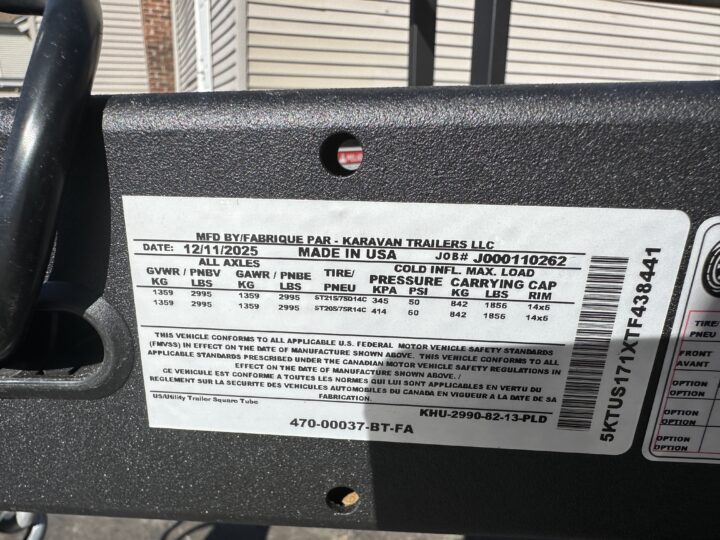 MFD BY/FABRIQUE PAR - KARAVAN TRAILERS LLC
DATE: 12/11/2025 MADE IN USA JOB# J000110262
ALL AXLES COLD INFL. MAX. LOAD
GVWR / PNBV GAWR / PNBE TIRE/ PRESSURE CARRYING CAP
KG LBS KG LBS PNEU KPA PSI KG LBS RIM
1359 2995 1359 2995 ST215/75D14C 345 50 842 1856 14x6
1359 2995 1359 2995 ST205/75R14C 414 60 842 1856 14x6
THIS VEHICLE CONFORMS TO ALL APPLICABLE U.S. FEDERAL MOTOR VEHICLE SAFETY STANDARDS
(FMVSS) IN EFFECT ON THE DATE OF MANUFACTURE SHOWN ABOVE. / THIS VEHICLE CONFORMS TO ALL
APPLICABLE STANDARDS PRESCRIBED UNDER THE CANADIAN MOTOR VEHICLE SAFETY REGULATIONS IN
EFFECT ON THE DATE OF MANUFACTURE SHOWN ABOVE. /
CE VEHICULE EST CONFORME A TOUTES LES NORMES QUI LUI SONT APPLICABLES EN VERTU DU
REGLEMENT SUR LA SECURITE DES VEHICULES AUTOMOBILES DU CANADA EN VIGUEUR A LA DATE DE SA
FABRICATION.
US/Utility Trailer Square Tube KHU-2990-82-13-PLD
470-00037-BT-FA
5KTUS171XTF438441
TIRE
PNEU
FRONT
AVANT
OPTION
OPTION
OPTION
OPTION